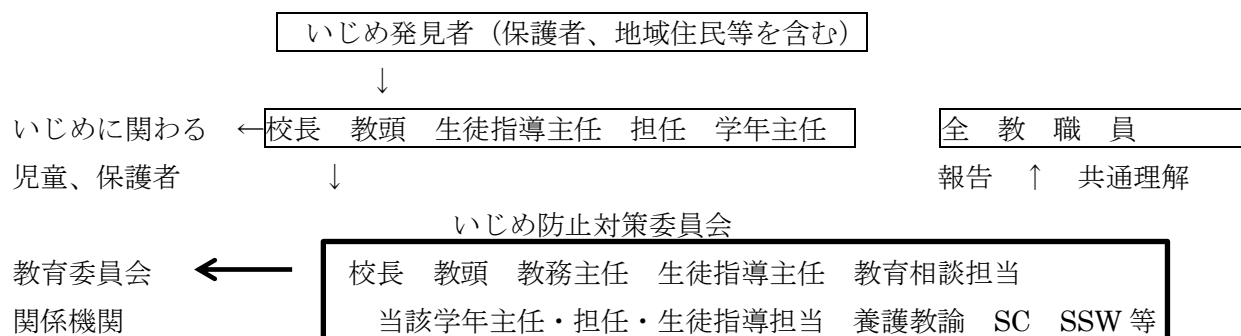 いじめ発見者（保護者、地域住民等を含む）
↓
いじめに関わる ←校長 教頭 生徒指導主任 担任 学年主任 全 教 職 員
児童、保護者 ↓ 報告 ↑ 共通理解
いじめ防止対策委員会
教育委員会 ← 校長 教頭 教務主任 生徒指導主任 教育相談担当
関係機関 当該学年主任・担任・生徒指導担当 養護教諭 SC SSW 等